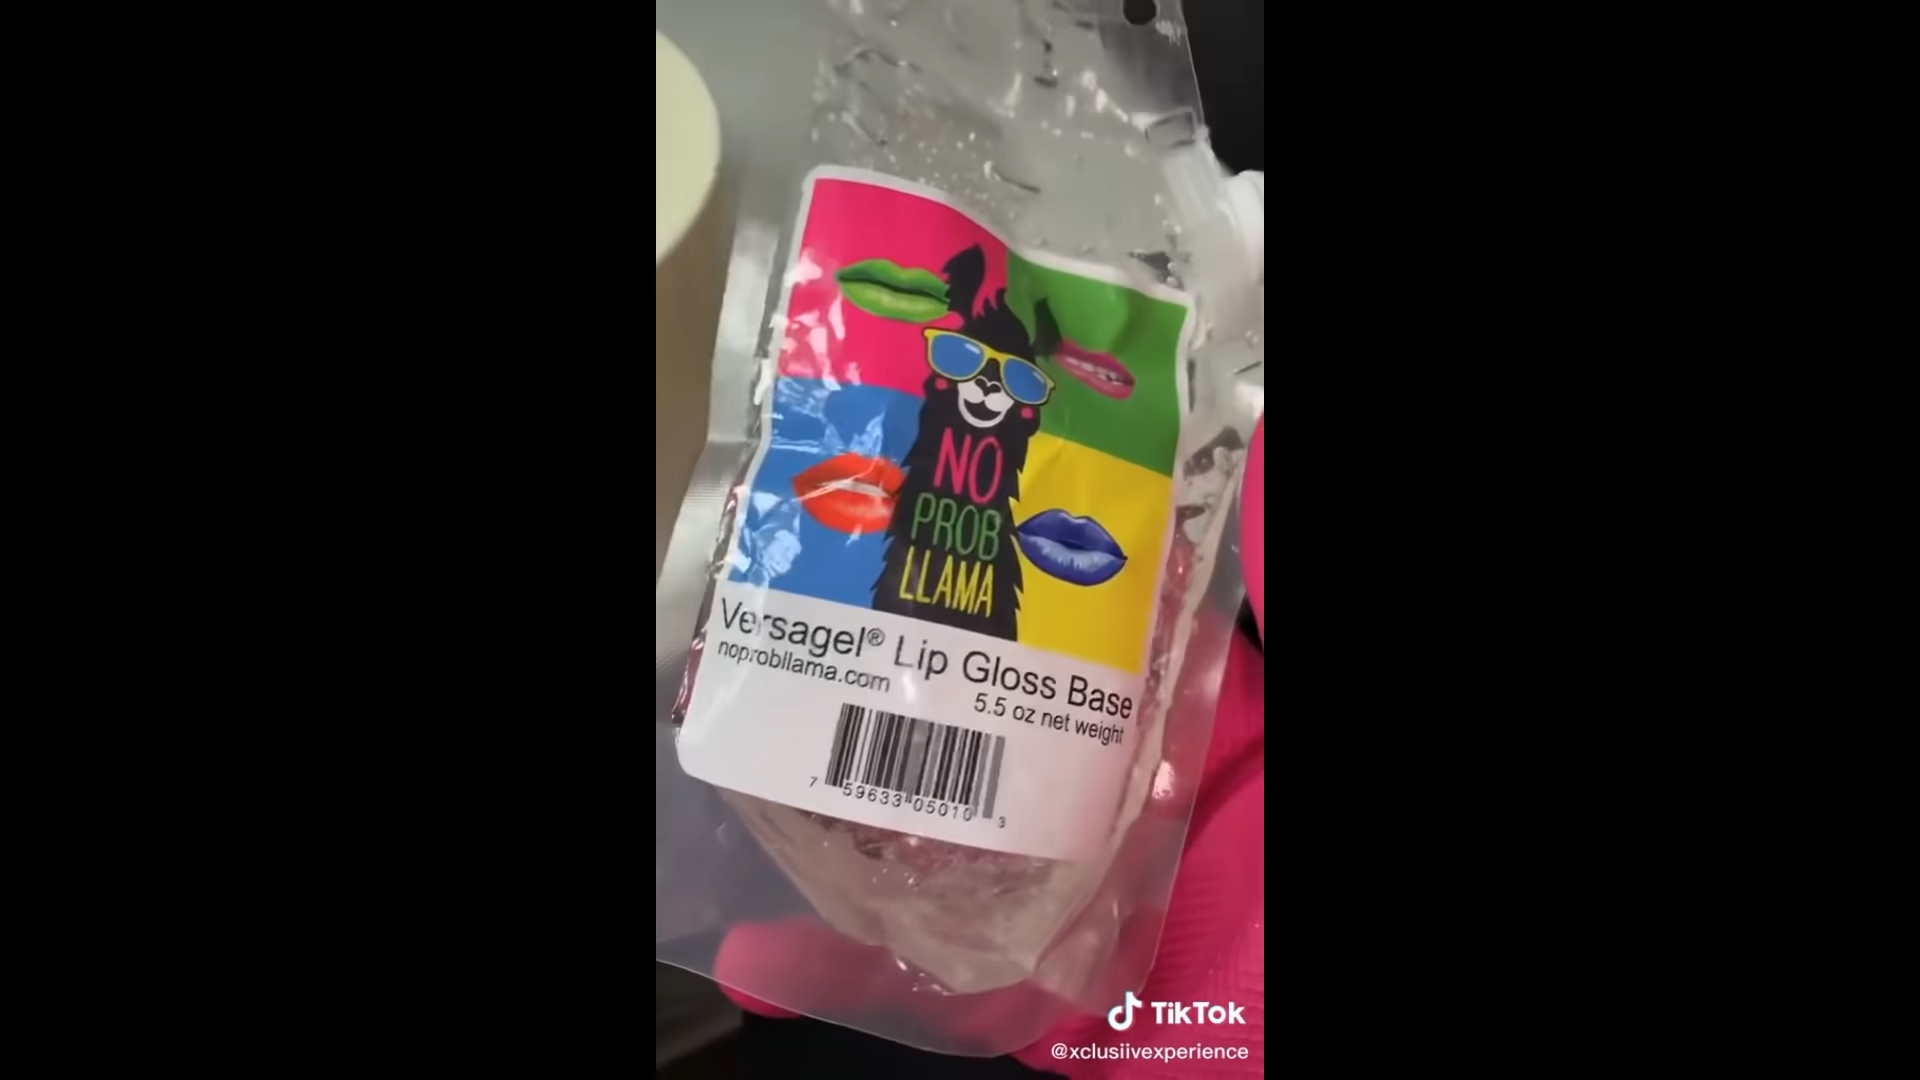 NO
PROB
LLAMA
Versagel® Lip Gloss Base
noprobllama.com
5.5 oz net weight
7 59633 05010 3
TikTok
@xclusiivexperience